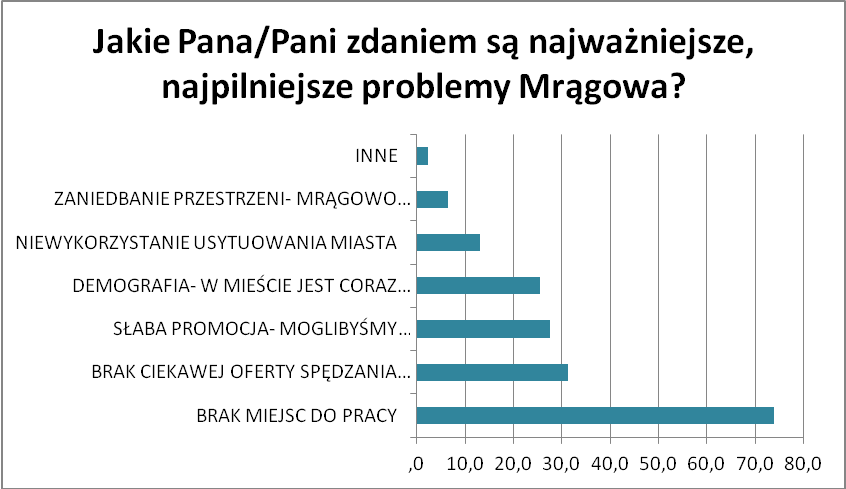 Jakie Pana/Pani zdaniem są najważniejsze,
najpilniejsze problemy Mrągowa?
INNE
ZANIEDBANIE PRZESTRZENI- MRĄGOWO...
NIEWYKORZYSTANIE USYTUOWANIA MIASTA
DEMOGRAFIA- W MIEŚCIE JEST CORAZ...
SŁABA PROMOCJA- MOGLIBYŚMY...
BRAK CIEKAWEJ OFERTY SPĘDZANIA...
BRAK MIEJSC DO PRACY
,0 10,0 20,0 30,0 40,0 50,0 60,0 70,0 80,0